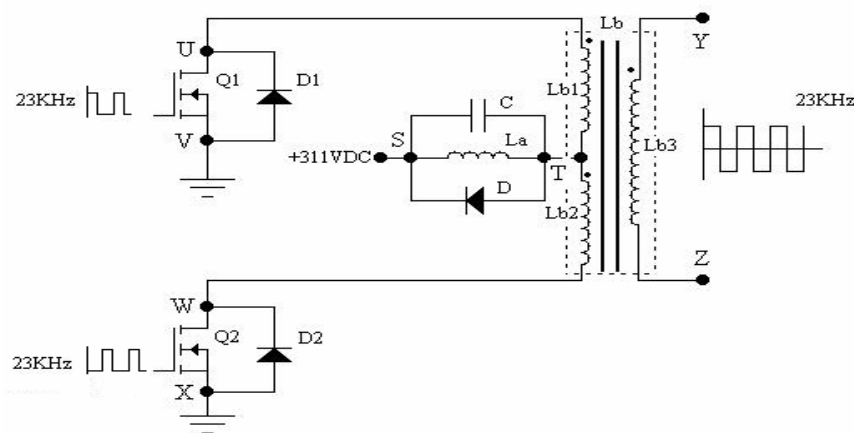 Lb
U
Y
Q1
D1
23KHz
23KHz
Lb1
C
V
S
La
Lb3
+311VDC
T
D
Lb2
Z
W
Q2
D2
23KHz
X